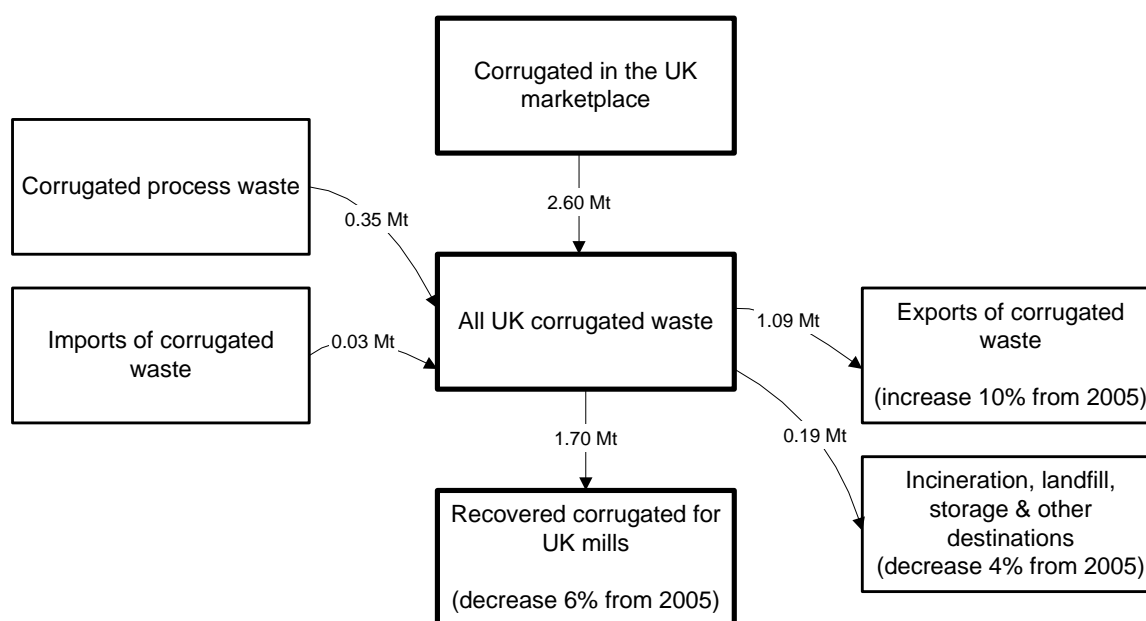 Corrugated in the UK
marketplace
Corrugated process waste
0.35 Mt
2.60 Mt
Imports of corrugated
waste
0.03 Mt
All UK corrugated waste
1.09 Mt
Exports of corrugated
waste
(increase 10% from 2005)
1.70 Mt
0.19 Mt
Recovered corrugated for
UK mills
(decrease 6% from 2005)
Incineration, landfill,
storage & other
destinations
(decrease 4% from 2005)